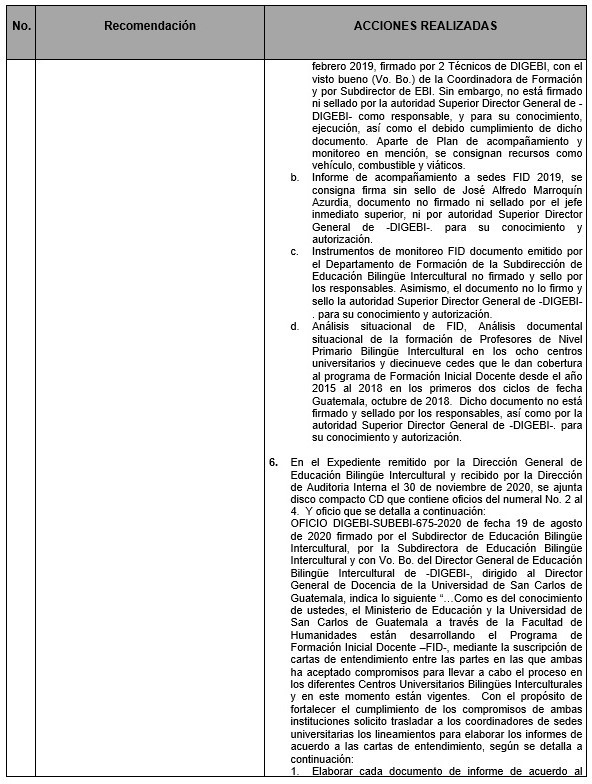 No.
Recomendación
ACCIONES REALIZADAS
febrero 2019, firmado por 2 Técnicos de DIGEBI, con el
visto bueno (Vo. Bo.) de la Coordinadora de Formación
y por Subdirector de EBI. Sin embargo, no está firmado
ni sellado por la autoridad Superior Director General de -
DIGEBI- como responsable, y para su conocimiento,
ejecución, así como el debido cumplimiento de dicho
documento. Aparte de Plan de acompañamiento y
monitoreo en mención, se consignan recursos como
vehículo, combustible y viáticos.
b. Informe de acompañamiento a sedes FID 2019, se
consigna firma sin sello de José Alfredo Marroquín
Azurdia, documento no firmado ni sellado por el jefe
inmediato superior, ni por autoridad Superior Director
General de -DIGEBI-. para su conocimiento y
autorización.
c. Instrumentos de monitoreo FID documento emitido por
el Departamento de Formación de la Subdirección de
Educación Bilingüe Intercultural no firmado y sello por
los responsables. Asimismo, el documento no lo firmo y
sello la autoridad Superior Director General de -DIGEBI-
. para su conocimiento y autorización.
d. Análisis situacional de FID, Análisis documental
situacional de la formación de Profesores de Nivel
Primario Bilingüe Intercultural en los ocho centros
universitarios y diecinueve cedes que le dan cobertura
al programa de Formación Inicial Docente desde el año
2015 al 2018 en los primeros dos ciclos de fecha
Guatemala, octubre de 2018. Dicho documento no está
firmado y sellado por los responsables, así como por la
autoridad Superior Director General de -DIGEBI-. para
su conocimiento y autorización.
6. En el Expediente remitido por la Dirección General de
Educación Bilingüe Intercultural y recibido por la Dirección
de Auditoria Interna el 30 de noviembre de 2020, se ajunta
disco compacto CD que contiene oficios del numeral No. 2 al
4. Y oficio que se detalla a continuación:
OFICIO DIGEBI-SUBEBI-675-2020 de fecha 19 de agosto
de 2020 firmado por el Subdirector de Educación Bilingüe
Intercultural, por la Subdirectora de Educación Bilingüe
Intercultural y con Vo. Bo. del Director General de Educación
Bilingüe Intercultural de -DIGEBI-, dirigido al Director
General de Docencia de la Universidad de San Carlos de
Guatemala, indica lo siguiente “…Como es del conocimiento
de ustedes, el Ministerio de Educación y la Universidad de
San Carlos de Guatemala a través de la Facultad de
Humanidades están desarrollando el Programa de
Formación Inicial Docente –FID-, mediante la suscripción de
cartas de entendimiento entre las partes en las que ambas
ha aceptado compromisos para llevar a cabo el proceso en
los diferentes Centros Universitarios Bilingües Interculturales
y en este momento están vigentes. Con el propósito de
fortalecer el cumplimiento de los compromisos de ambas
instituciones solicito trasladar a los coordinadores de sedes
universitarias los lineamientos para elaborar los informes de
acuerdo a las cartas de entendimiento, según se detalla a
continuación:
1. Elaborar cada documento de informe de acuerdo al